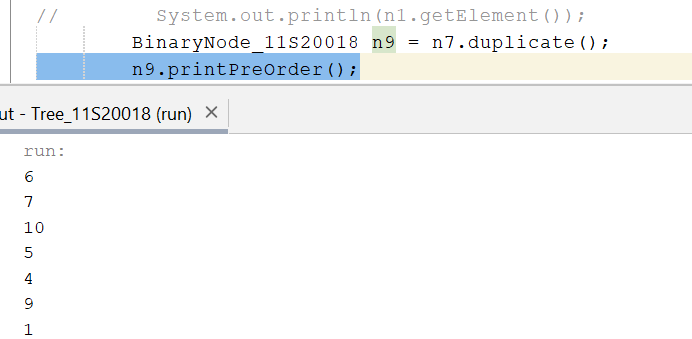 //        System.out.println(n1.getElement());
BinaryNode_11S20018 n9 = n7.duplicate();
n9.printPreOrder();
ut - Tree_11S20018 (run) ×
run:
6
7
10
5
4
9
1